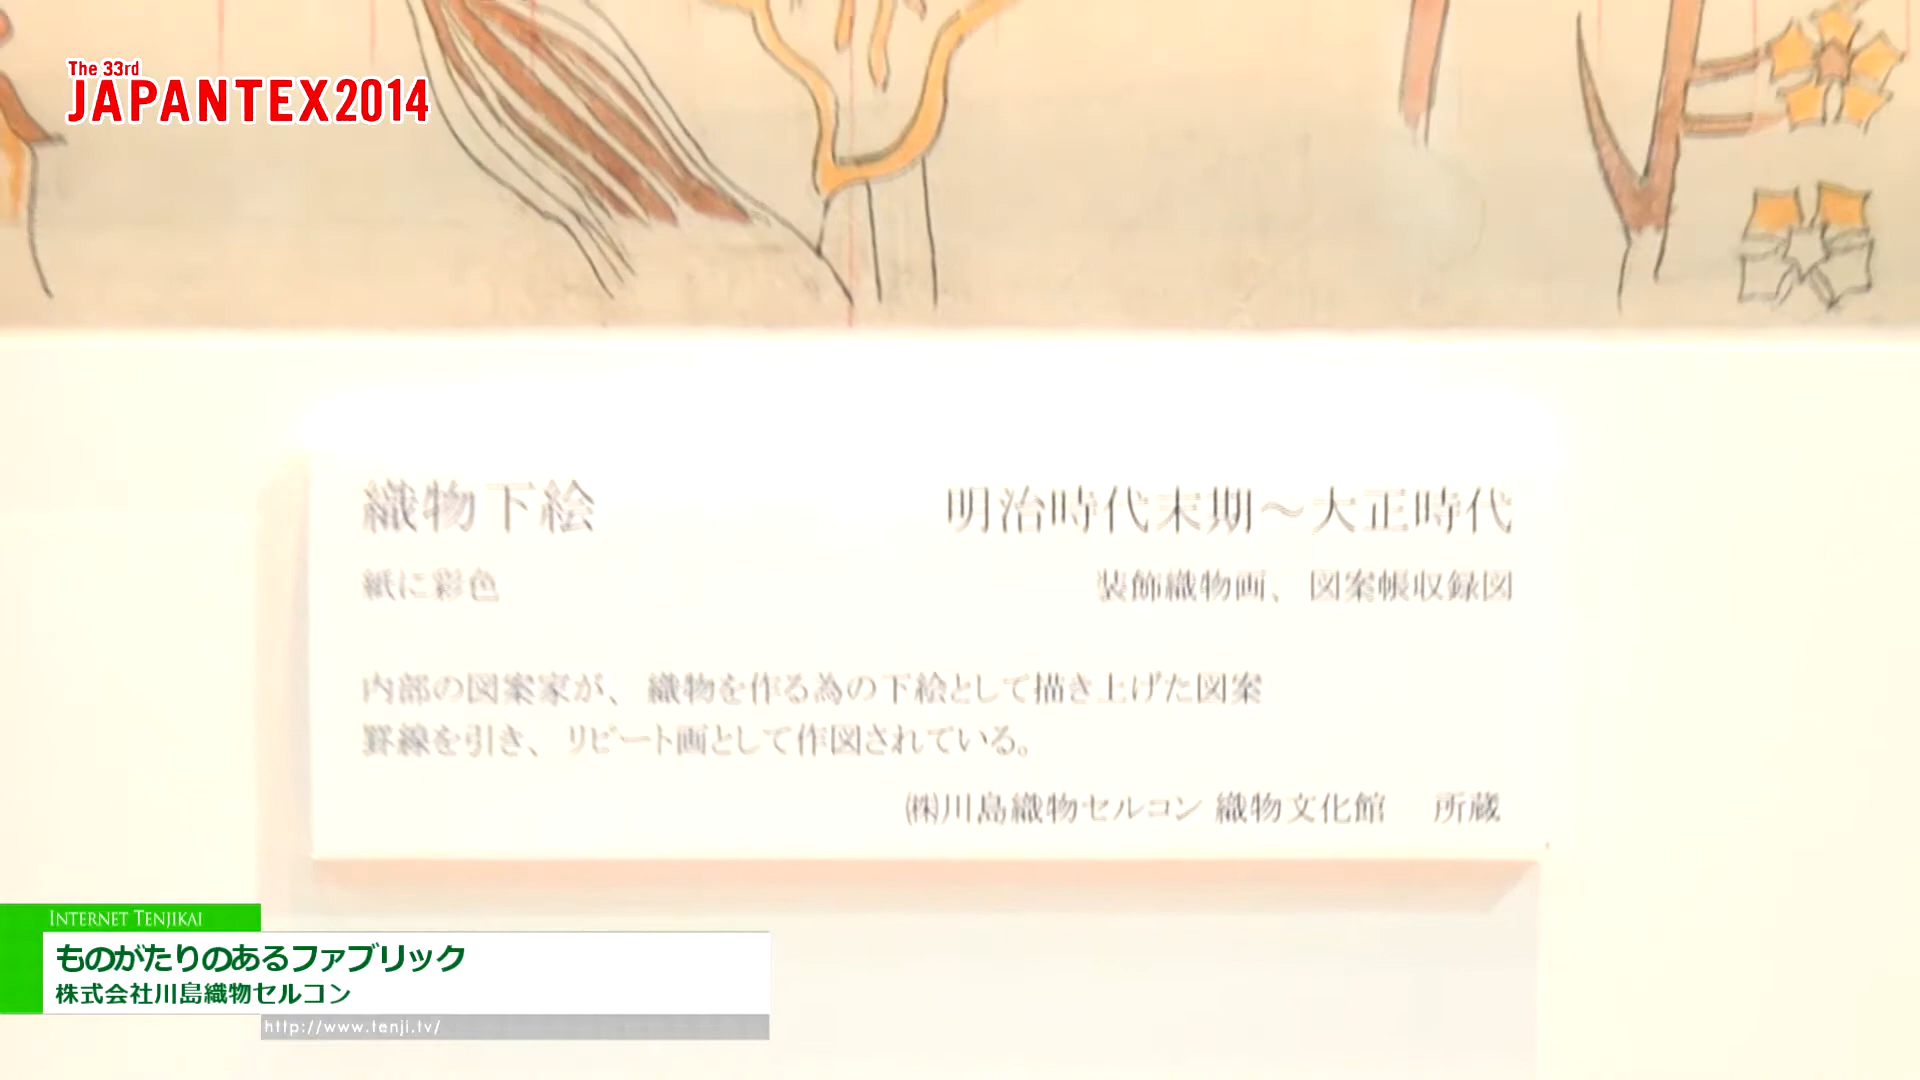 The 33rd
JAPANTEX2014
織物下絵
明治時代末期～大正時代
紙に彩色
装飾織物画、図案帳収録図
内部の図案家が、織物を作る為の下絵として描き上げた図案
罫線を引き、リピート画として作図されている。
㈱川島織物セルコン 織物文化館 所蔵
INTERNET TENJIKAI
ものがたりのあるファブリック
株式会社川島織物セルコン
http://www.tenji.tv/